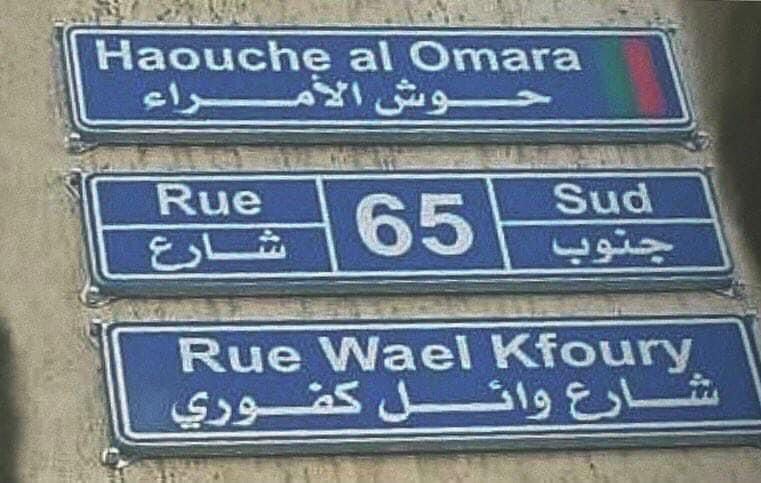 Haouche al Omara
حوش الأمراء
Rue 65 Sud
شارع جنوب
Rue Wael Kfoury
شارع وائل كفوري